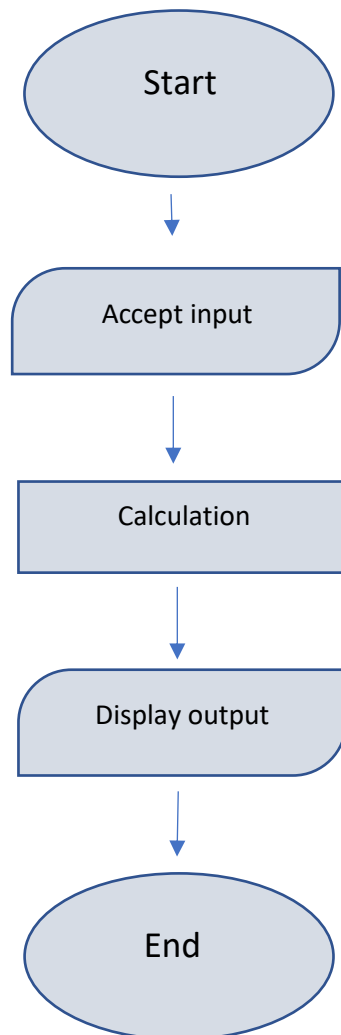 Start
Accept input
Calculation
Display output
End